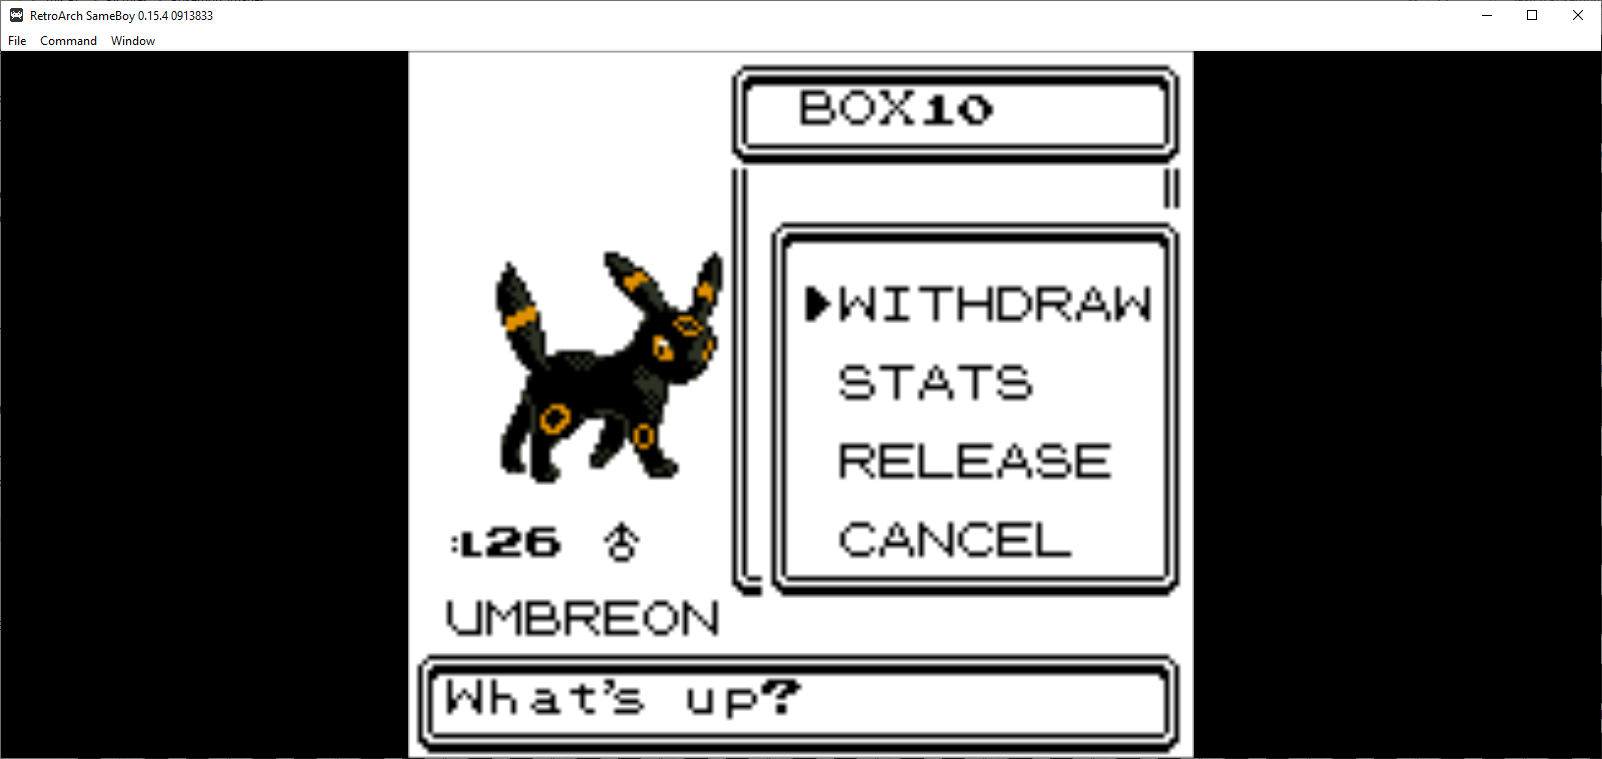 RetroArch SameBoy 0.15.4 0913833
File Command Window
BOX10
WITHDRAW
STATS
RELEASE
CANCEL
:L26 ♂
UMBREON
What's up?